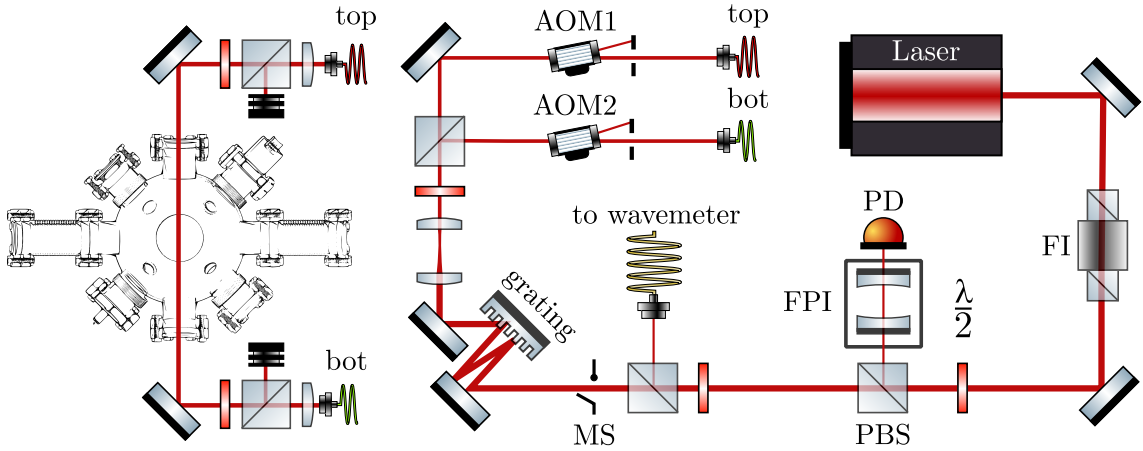 top
AOM1
top
Laser
AOM2
bot
PD
to wavemeter
FI
grating
FPI
λ
2
bot
MS
PBS